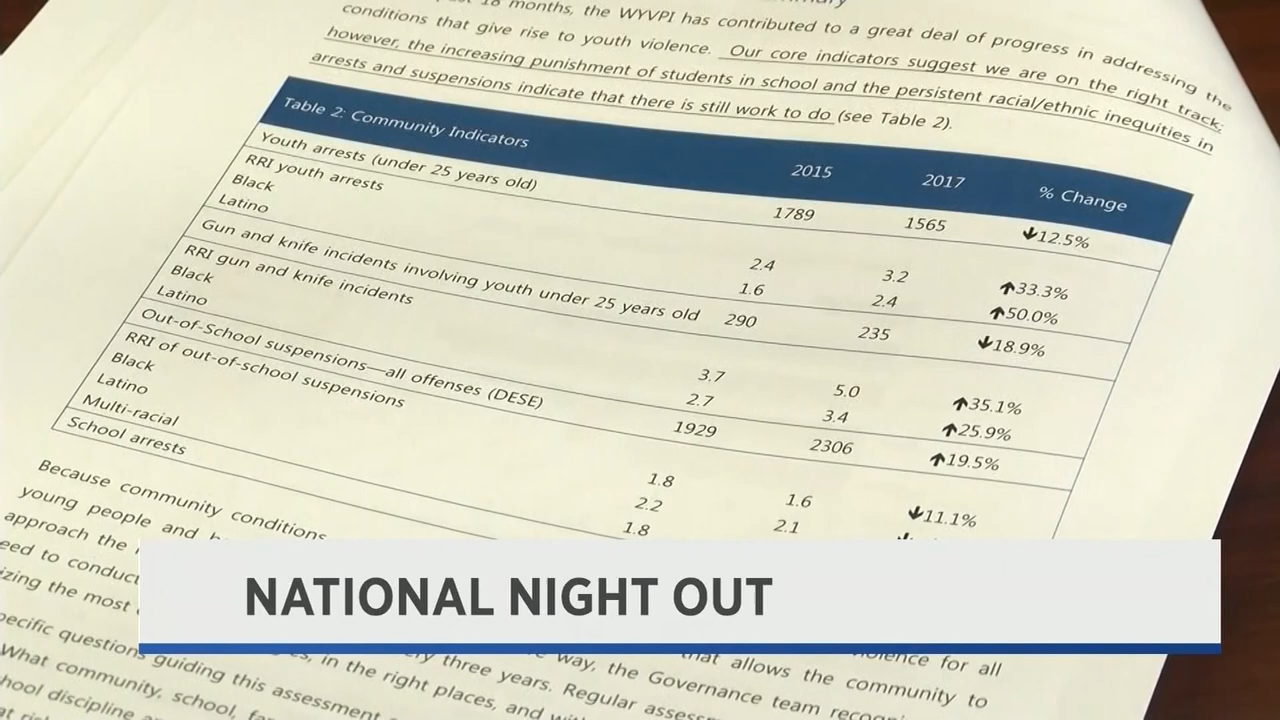 18 months, the WYVPI has contributed to a great deal of progress in addressing the
conditions that give rise to youth violence. Our core indicators suggest we are on the right track;
however, the increasing punishment of students in school and the persistent racial/ethnic inequities in
arrests and suspensions indicate that there is still work to do (see Table 2).
Table 2: Community Indicators 2015 2017 % Change
Youth arrests (under 25 years old) 1789 1565 ↓12.5%
RRI youth arrests
Black 2.4 3.2 ↑33.3%
Latino 1.6 2.4 ↑50.0%
Gun and knife incidents involving youth under 25 years old 290 235 ↓18.9%
RRI gun and knife incidents
Black 3.7 5.0 ↑35.1%
Latino 2.7 3.4 ↑25.9%
Out-of-School suspensions—all offenses (DESE) 1929 2306 ↑19.5%
RRI of out-of-school suspensions
Black 1.8 1.6 ↓11.1%
Latino 2.2 2.1
Multi-racial 1.8
School arrests
Because community conditions
young people and
approach the
to conduct
the most
NATIONAL NIGHT OUT
violence for all
that allows the community to
questions guiding this assessment
in the right places, and
three years. Regular
way, the Governance team
What community, school,
discipline